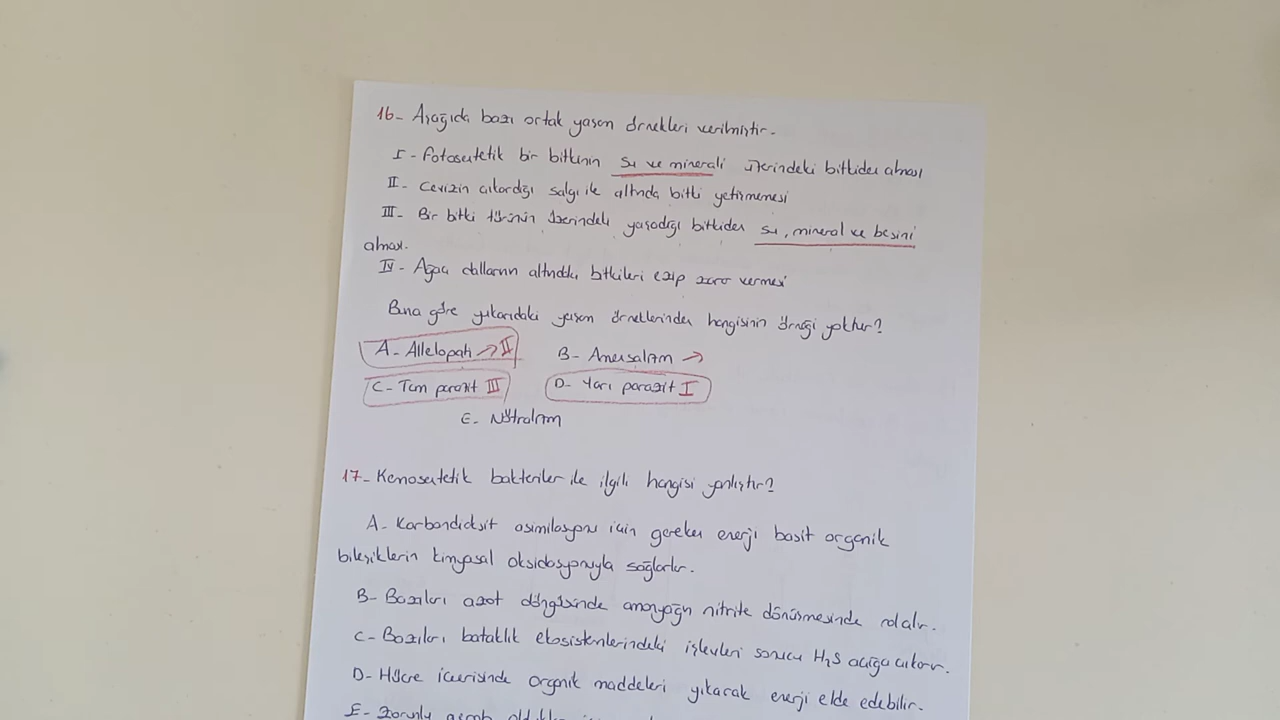 16- Aşağıda bazı ortak yaşam örnekleri verilmiştir.
I- Fotosentetik bir bitkinin su ve minerali üzerindeki bitkiden alması
II- Cevizin çıkardığı salgı ile altında bitki yetişmemesi
III- Bir bitki türünün üzerindeki yaşadığı bitkiden su, mineral ve besini
alması.
IV- Ağaç dallarının altındaki bitkileri ezip zarar vermesi
Buna göre yukarıdaki yaşam örneklerinden hangisinin örneği yoktur?
A- Allelopati → II B- Amensalizm →
C- Tam parazit III D- Yarı parazit I
E- Nötralizm
17- Kemosentetik bakteriler ile ilgili hangisi yanlıştır?
A- Karbondioksit asimilasyonu için gereken enerji basit organik
bileşiklerin kimyasal oksidasyonuyla sağlarlar.
B- Bazıları azot döngüsünde amonyağın nitrite dönüşmesinde rol alır.
C- Bazıları bataklık ekosistemlerindeki işlevleri sonucu H2S açığa çıkarır.
D- Hücre içerisinde organik maddeleri yıkarak enerji elde edebilir.
E- Zorunlu